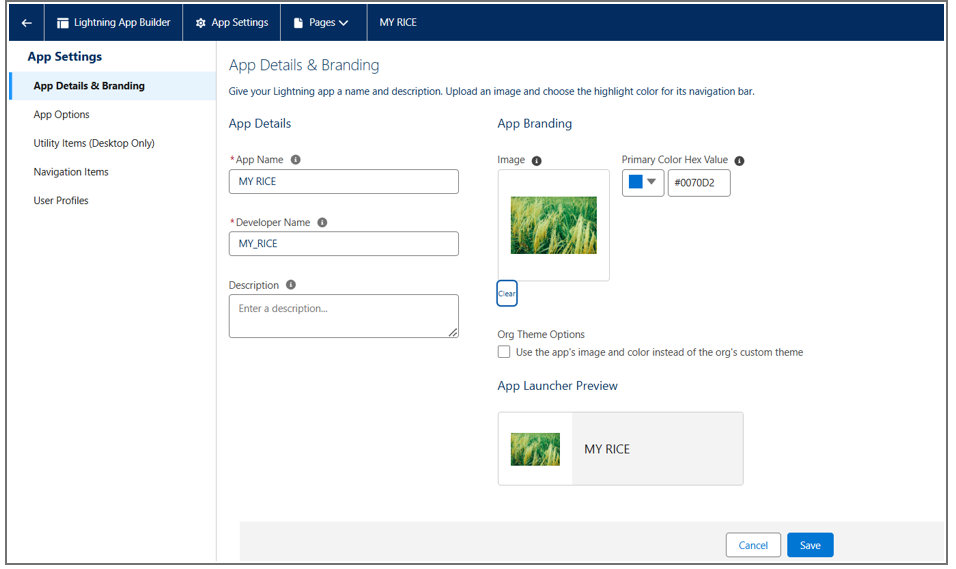 Lightning App Builder
App Settings
Pages
MY RICE
App Settings
App Details & Branding
App Options
Utility Items (Desktop Only)
Navigation Items
User Profiles
App Details & Branding
Give your Lightning app a name and description. Upload an image and choose the highlight color for its navigation bar.
App Details
*App Name
MY RICE
*Developer Name
MY_RICE
Description
Enter a description...
App Branding
Image
Primary Color Hex Value
#0070D2
Clear
Org Theme Options
Use the app's image and color instead of the org's custom theme
App Launcher Preview
MY RICE
Cancel
Save